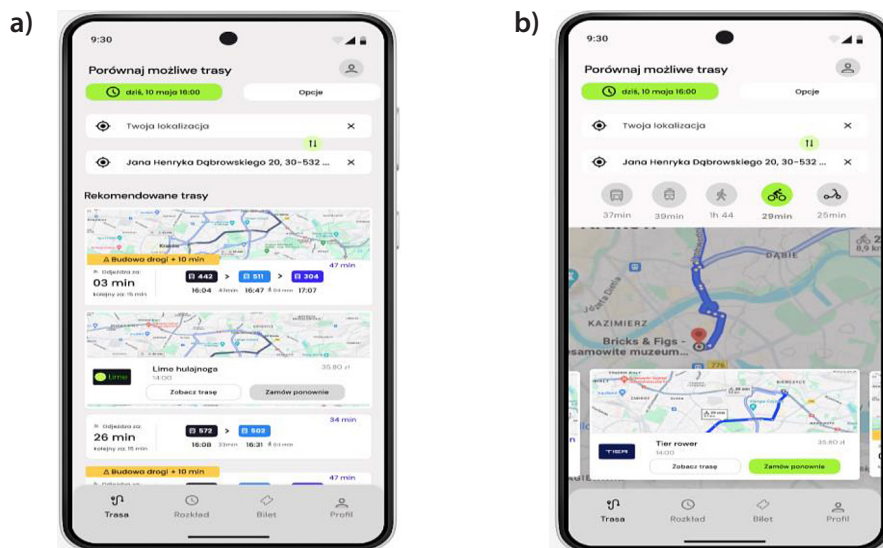 a)
9:30
Porównaj możliwe trasy
dziś, 10 maja 16:00
Opcje
Twoja lokalizacja
Jana Henryka Dąbrowskiego 20, 30-532 ...
Rekomendowane trasy
Kraków
Budowa drogi + 10 min
47 min
Odjeżdża za:
03 min
kolejny za: 15 min
442 > 511 > 304
16:04 16:47 17:07
Lime
Lime hulajnoga
35.80 zł
14:00
Zobacz trasę
Zamów ponownie
34 min
Odjeżdża za:
26 min
kolejny za: 15 min
572 > 502
16:08 16:31
Budowa drogi + 10 min
47 min
Trasa
Rozkład
Bilet
Profil
b)
9:30
Porównaj możliwe trasy
dziś, 10 maja 16:00
Opcje
Twoja lokalizacja
Jana Henryka Dąbrowskiego 20, 30-532 ...
37min
39min
1h 44
29min
25min
DĄBIE
8,9 km
KAZIMIERZ
Bricks & Figs -
esamowite muzeum...
776
TIER
Tier rower
35.80 zł
14:00
Zobacz trasę
Zamów ponownie
Trasa
Rozkład
Bilet
Profil